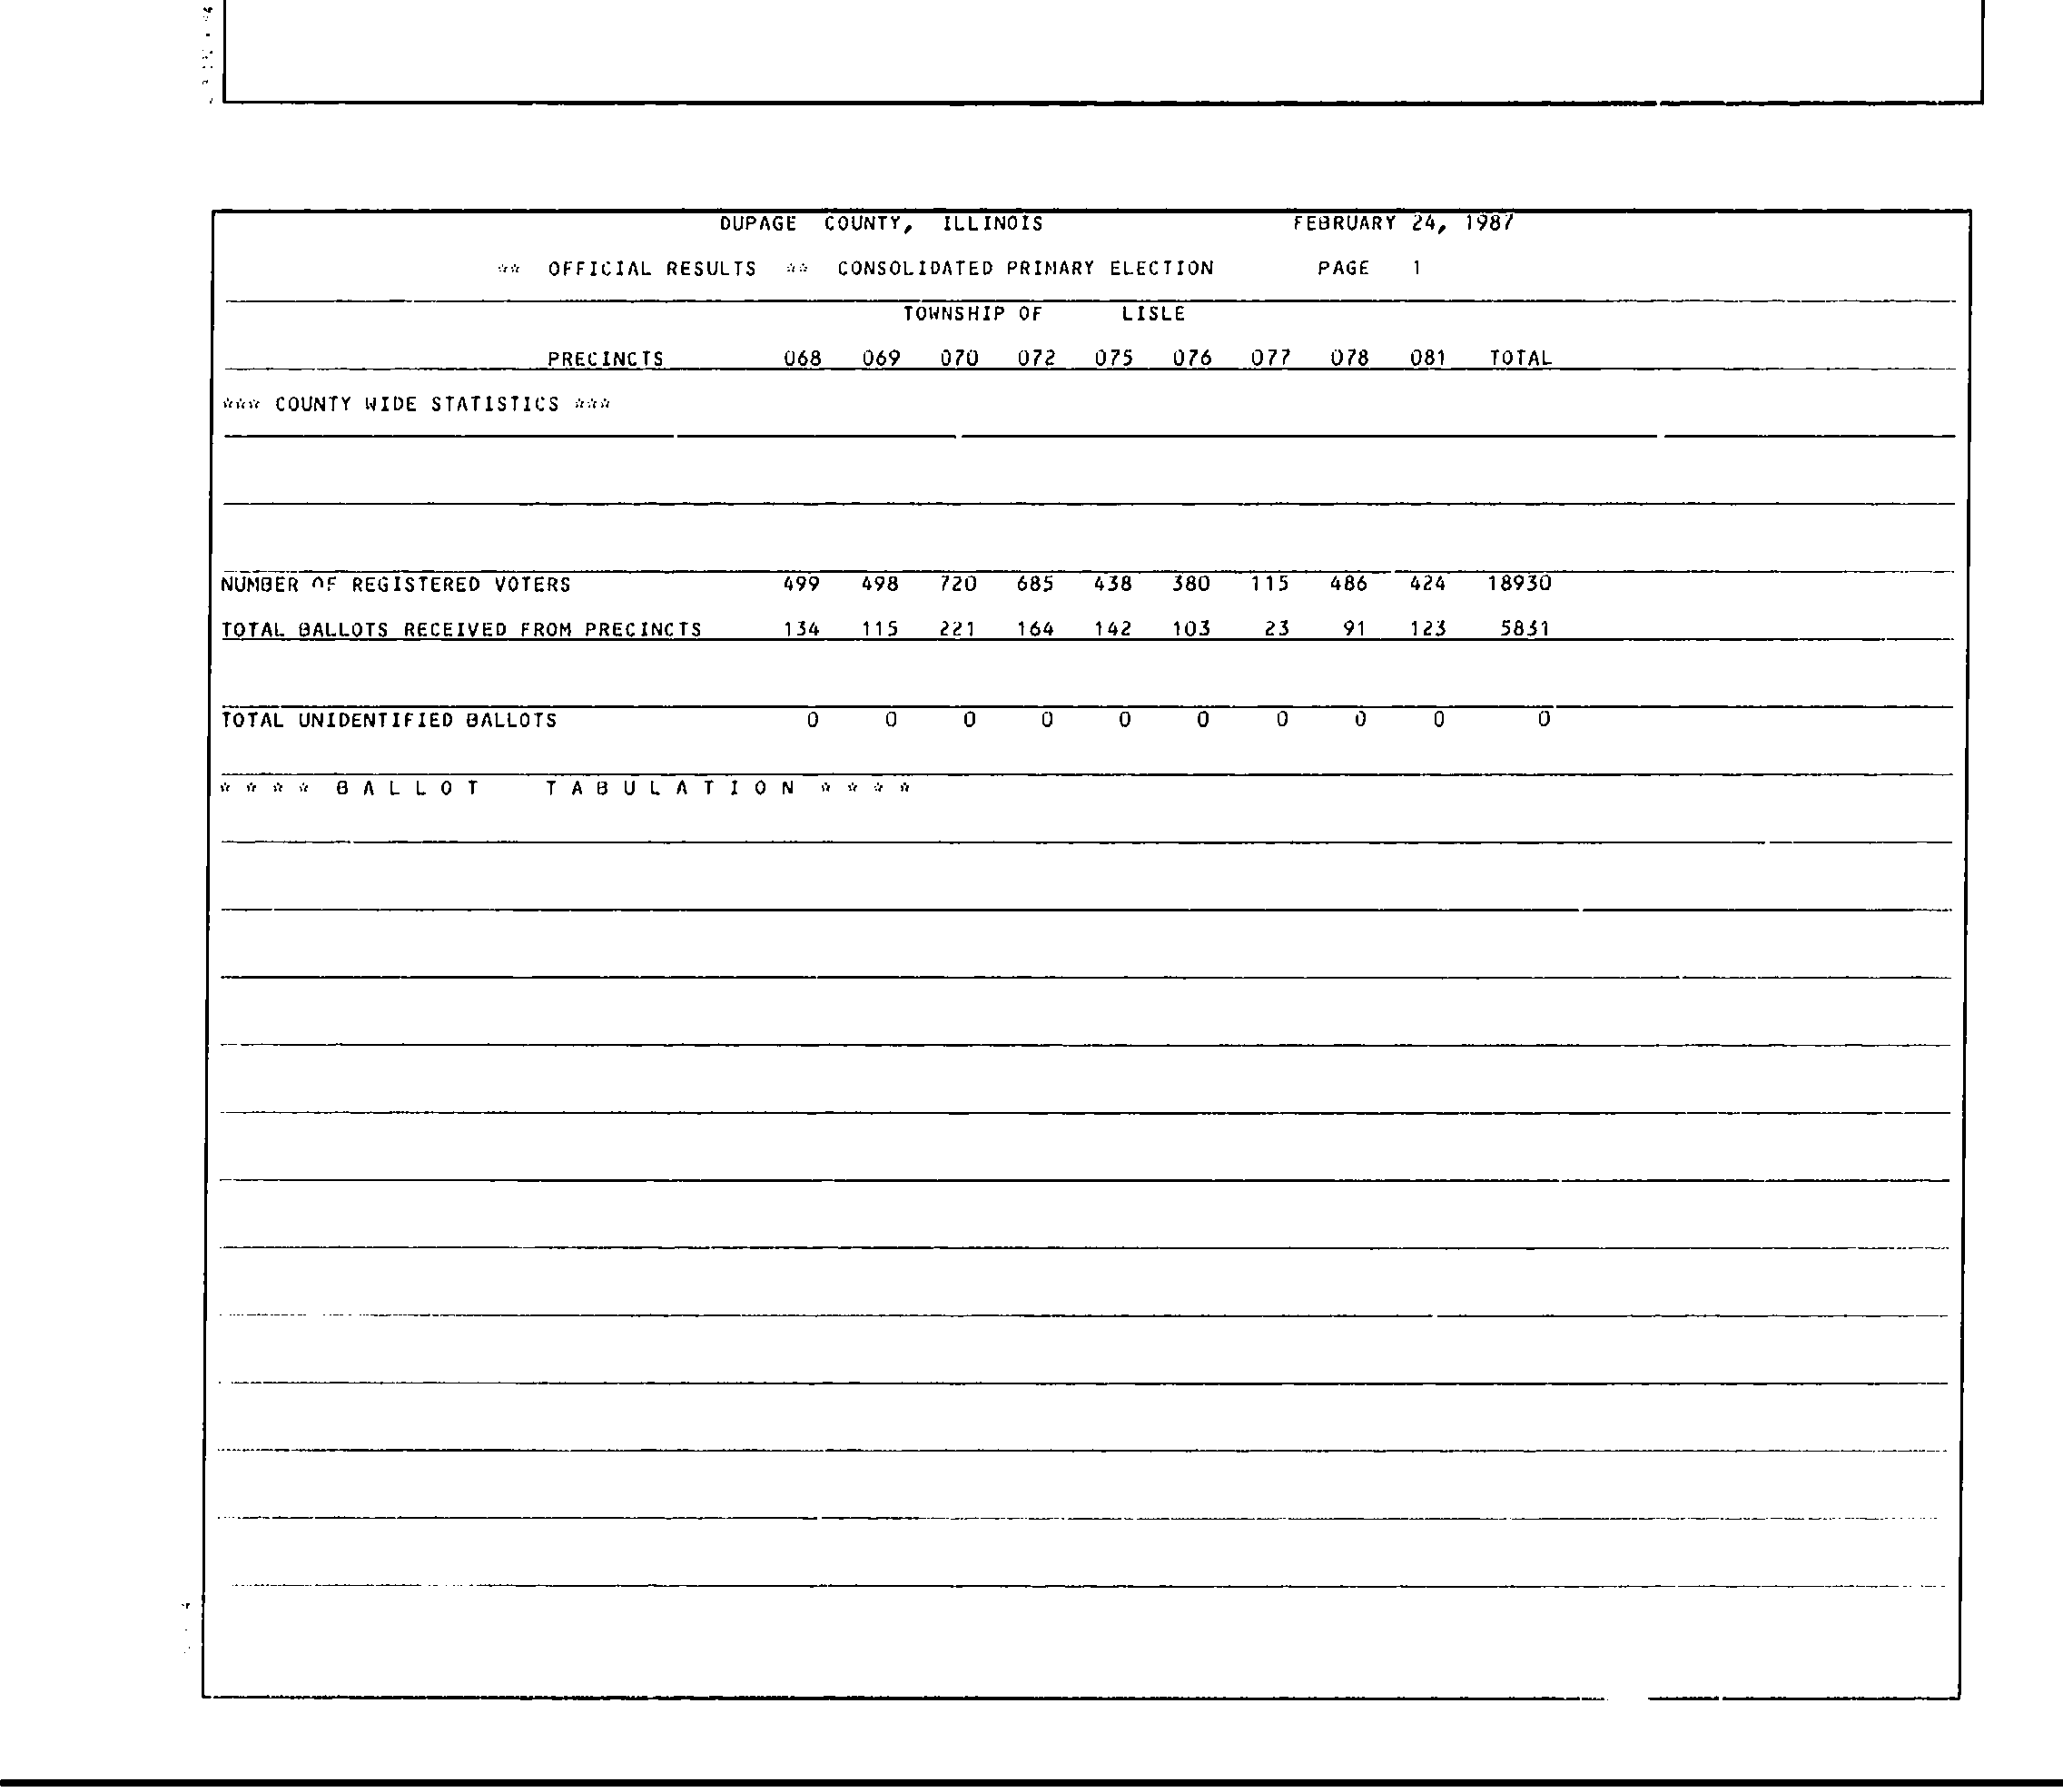 DUPAGE COUNTY, ILLINOIS FEBRUARY 24, 1987
** OFFICIAL RESULTS ** CONSOLIDATED PRIMARY ELECTION PAGE 1
TOWNSHIP OF LISLE
PRECINCTS 068 069 070 072 075 076 077 078 081 TOTAL
*** COUNTY WIDE STATISTICS ***
NUMBER OF REGISTERED VOTERS 499 498 720 685 438 380 115 486 424 18930
TOTAL BALLOTS RECEIVED FROM PRECINCTS 134 115 221 164 142 103 23 91 123 5831
TOTAL UNIDENTIFIED BALLOTS 0 0 0 0 0 0 0 0 0 0
* * * * B A L L O T T A B U L A T I O N * * * *